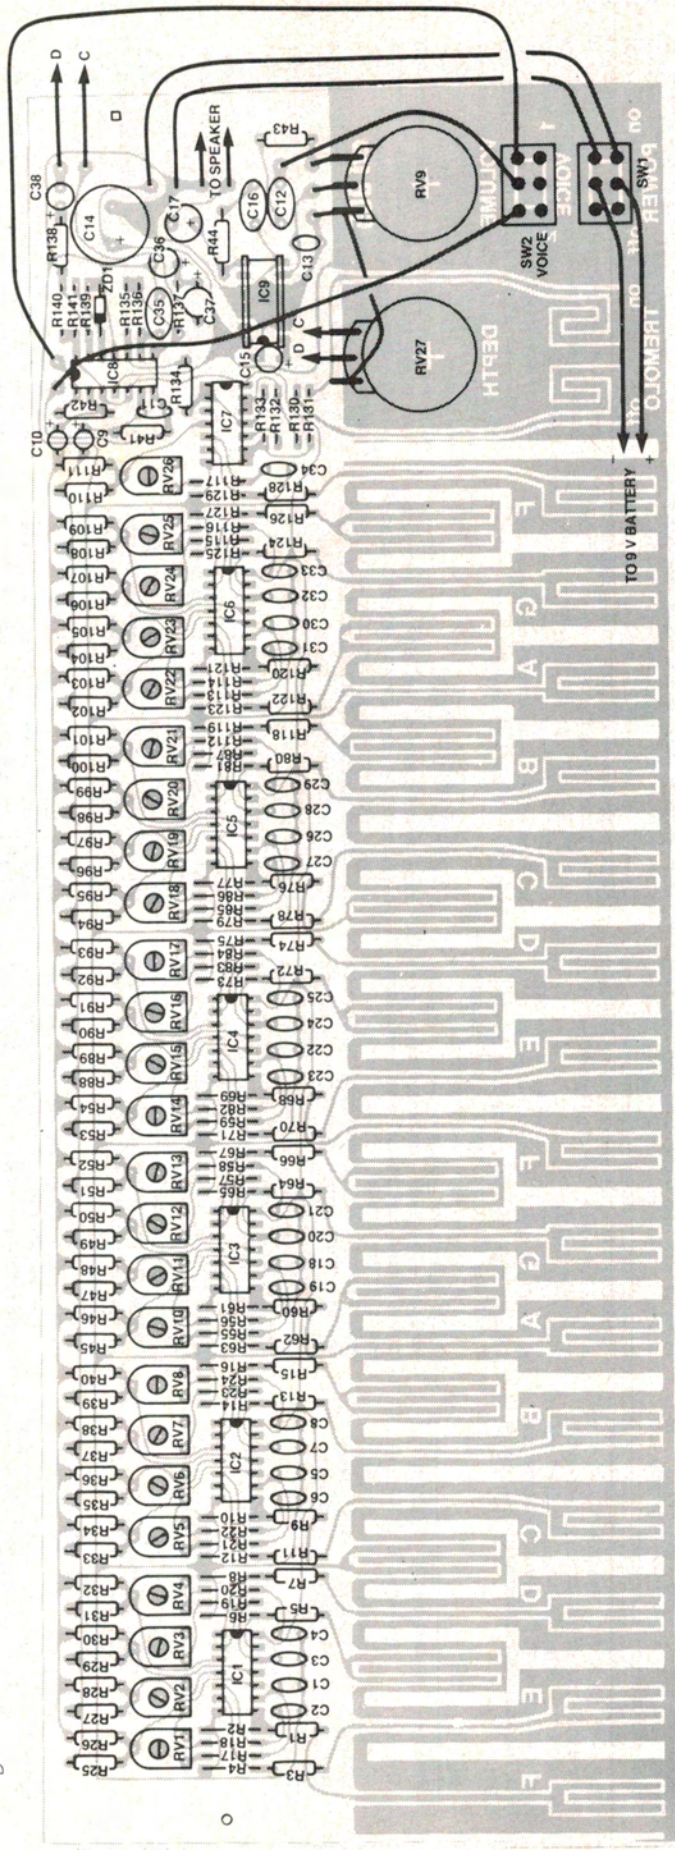 D
C
TO SPEAKER
R43
C38
R138
C14
C17
C16
C12
RV9
SW2
VOICE
SW1
on
POWER
off
VOICE
1
VOLUME
R140
R141
R139
ZD1
R135
R136
C36
C35
R137
C37
R44
IC9
C13
C
D
RV27
DEPTH
on
TREMOLO
off
IC8
R134
C15
R42
C11
R41
C10
C9
IC7
R133
R132
R130
R131
-
+
TO 9 V BATTERY
R111
R110
R109
R108
R107
R106
R105
R104
R103
R102
R101
R100
R99
R98
R97
R96
R95
R94
R93
R92
R91
R90
R89
R88
R54
R53
R52
R51
R50
R49
R48
R47
R46
R45
R40
R39
R38
R37
R36
R35
R34
R33
R32
R31
R30
R29
R28
R27
R26
R25
RV26
RV25
RV24
RV23
RV22
RV21
RV20
RV19
RV18
RV17
RV16
RV15
RV14
RV13
RV12
RV11
RV10
RV8
RV7
RV6
RV5
RV4
RV3
RV2
RV1
R117
R129
R127
R116
R115
R125
IC6
R121
R114
R113
R123
R119
R112
R87
R81
IC5
R77
R86
R85
R79
R75
R84
R83
R73
IC4
R69
R82
R59
R71
R67
R58
R57
R65
IC3
R61
R56
R65
R63
R16
R24
R23
R14
IC2
R10
R22
R21
R12
R8
R20
R19
R6
IC1
R2
R18
R17
R4
C34
R128
R126
R124
C33
C32
C30
C31
R120
R122
R118
R80
C29
C28
C26
C27
R76
R78
R74
R72
C25
C24
C22
C23
R68
R70
R66
R64
C21
C20
C18
C19
R60
R62
R15
R13
C8
C7
C5
C6
R9
R11
R7
R5
C4
C3
C1
C2
R1
R3
F
G
A
B
C
D
E
F
G
A
B
C
D
E
F